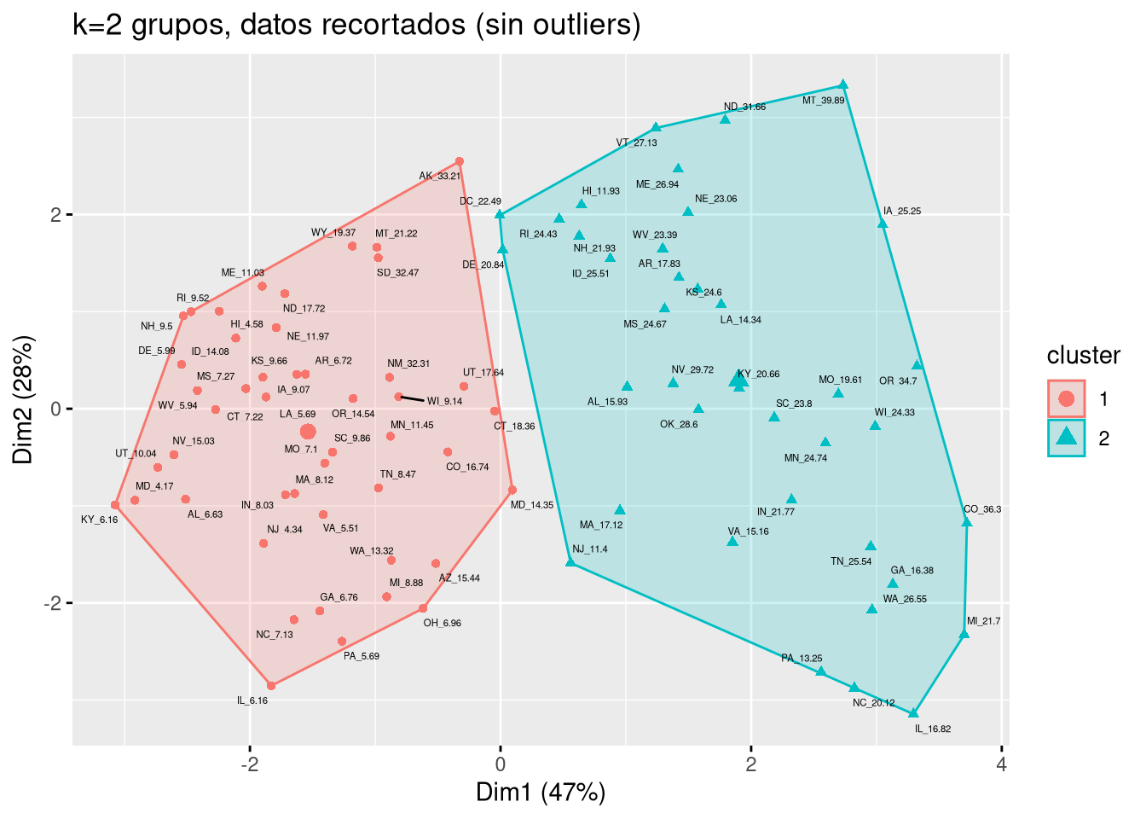 k=2 grupos, datos recortados (sin outliers)
MT_39.89
ND_31.66
VT_27.13
AK_33.21
ME_26.94
HI_11.93
NE_23.06
DC_22.49
IA_25.25
WY_19.37
MT_21.22
RI_24.43
NH_21.93
WV_23.39
SD_32.47
DE_20.84
ID_25.51
AR_17.83
ME_11.03
RI_9.52
ND_17.72
KS_24.6
NH_9.5
HI_4.58
MS_24.67
LA_14.34
NE_11.97
DE_5.99
ID_14.08
KS_9.66
AR_6.72
NM_32.31
UT_17.64
NV_29.72
KY_20.66
MO_19.61
OR_34.7
MS_7.27
IA_9.07
WI_9.14
AL_15.93
WV_5.94
CT_7.22
LA_5.69
OR_14.54
SC_23.8
WI_24.33
MN_11.45
CT_18.36
OK_28.6
NV_15.03
SC_9.86
UT_10.04
MO_7.1
MN_24.74
CO_16.74
MD_4.17
MA_8.12
TN_8.47
IN_8.03
MD_14.35
IN_21.77
CO_36.3
KY_6.16
AL_6.63
MA_17.12
NJ_4.34
VA_5.51
VA_15.16
WA_13.32
NJ_11.4
TN_25.54
AZ_15.44
GA_16.38
MI_8.88
GA_6.76
WA_26.55
OH_6.96
NC_7.13
MI_21.7
PA_5.69
PA_13.25
IL_6.16
NC_20.12
IL_16.82
2
0
-2
Dim2 (28%)
-2
0
2
4
Dim1 (47%)
cluster
1
2